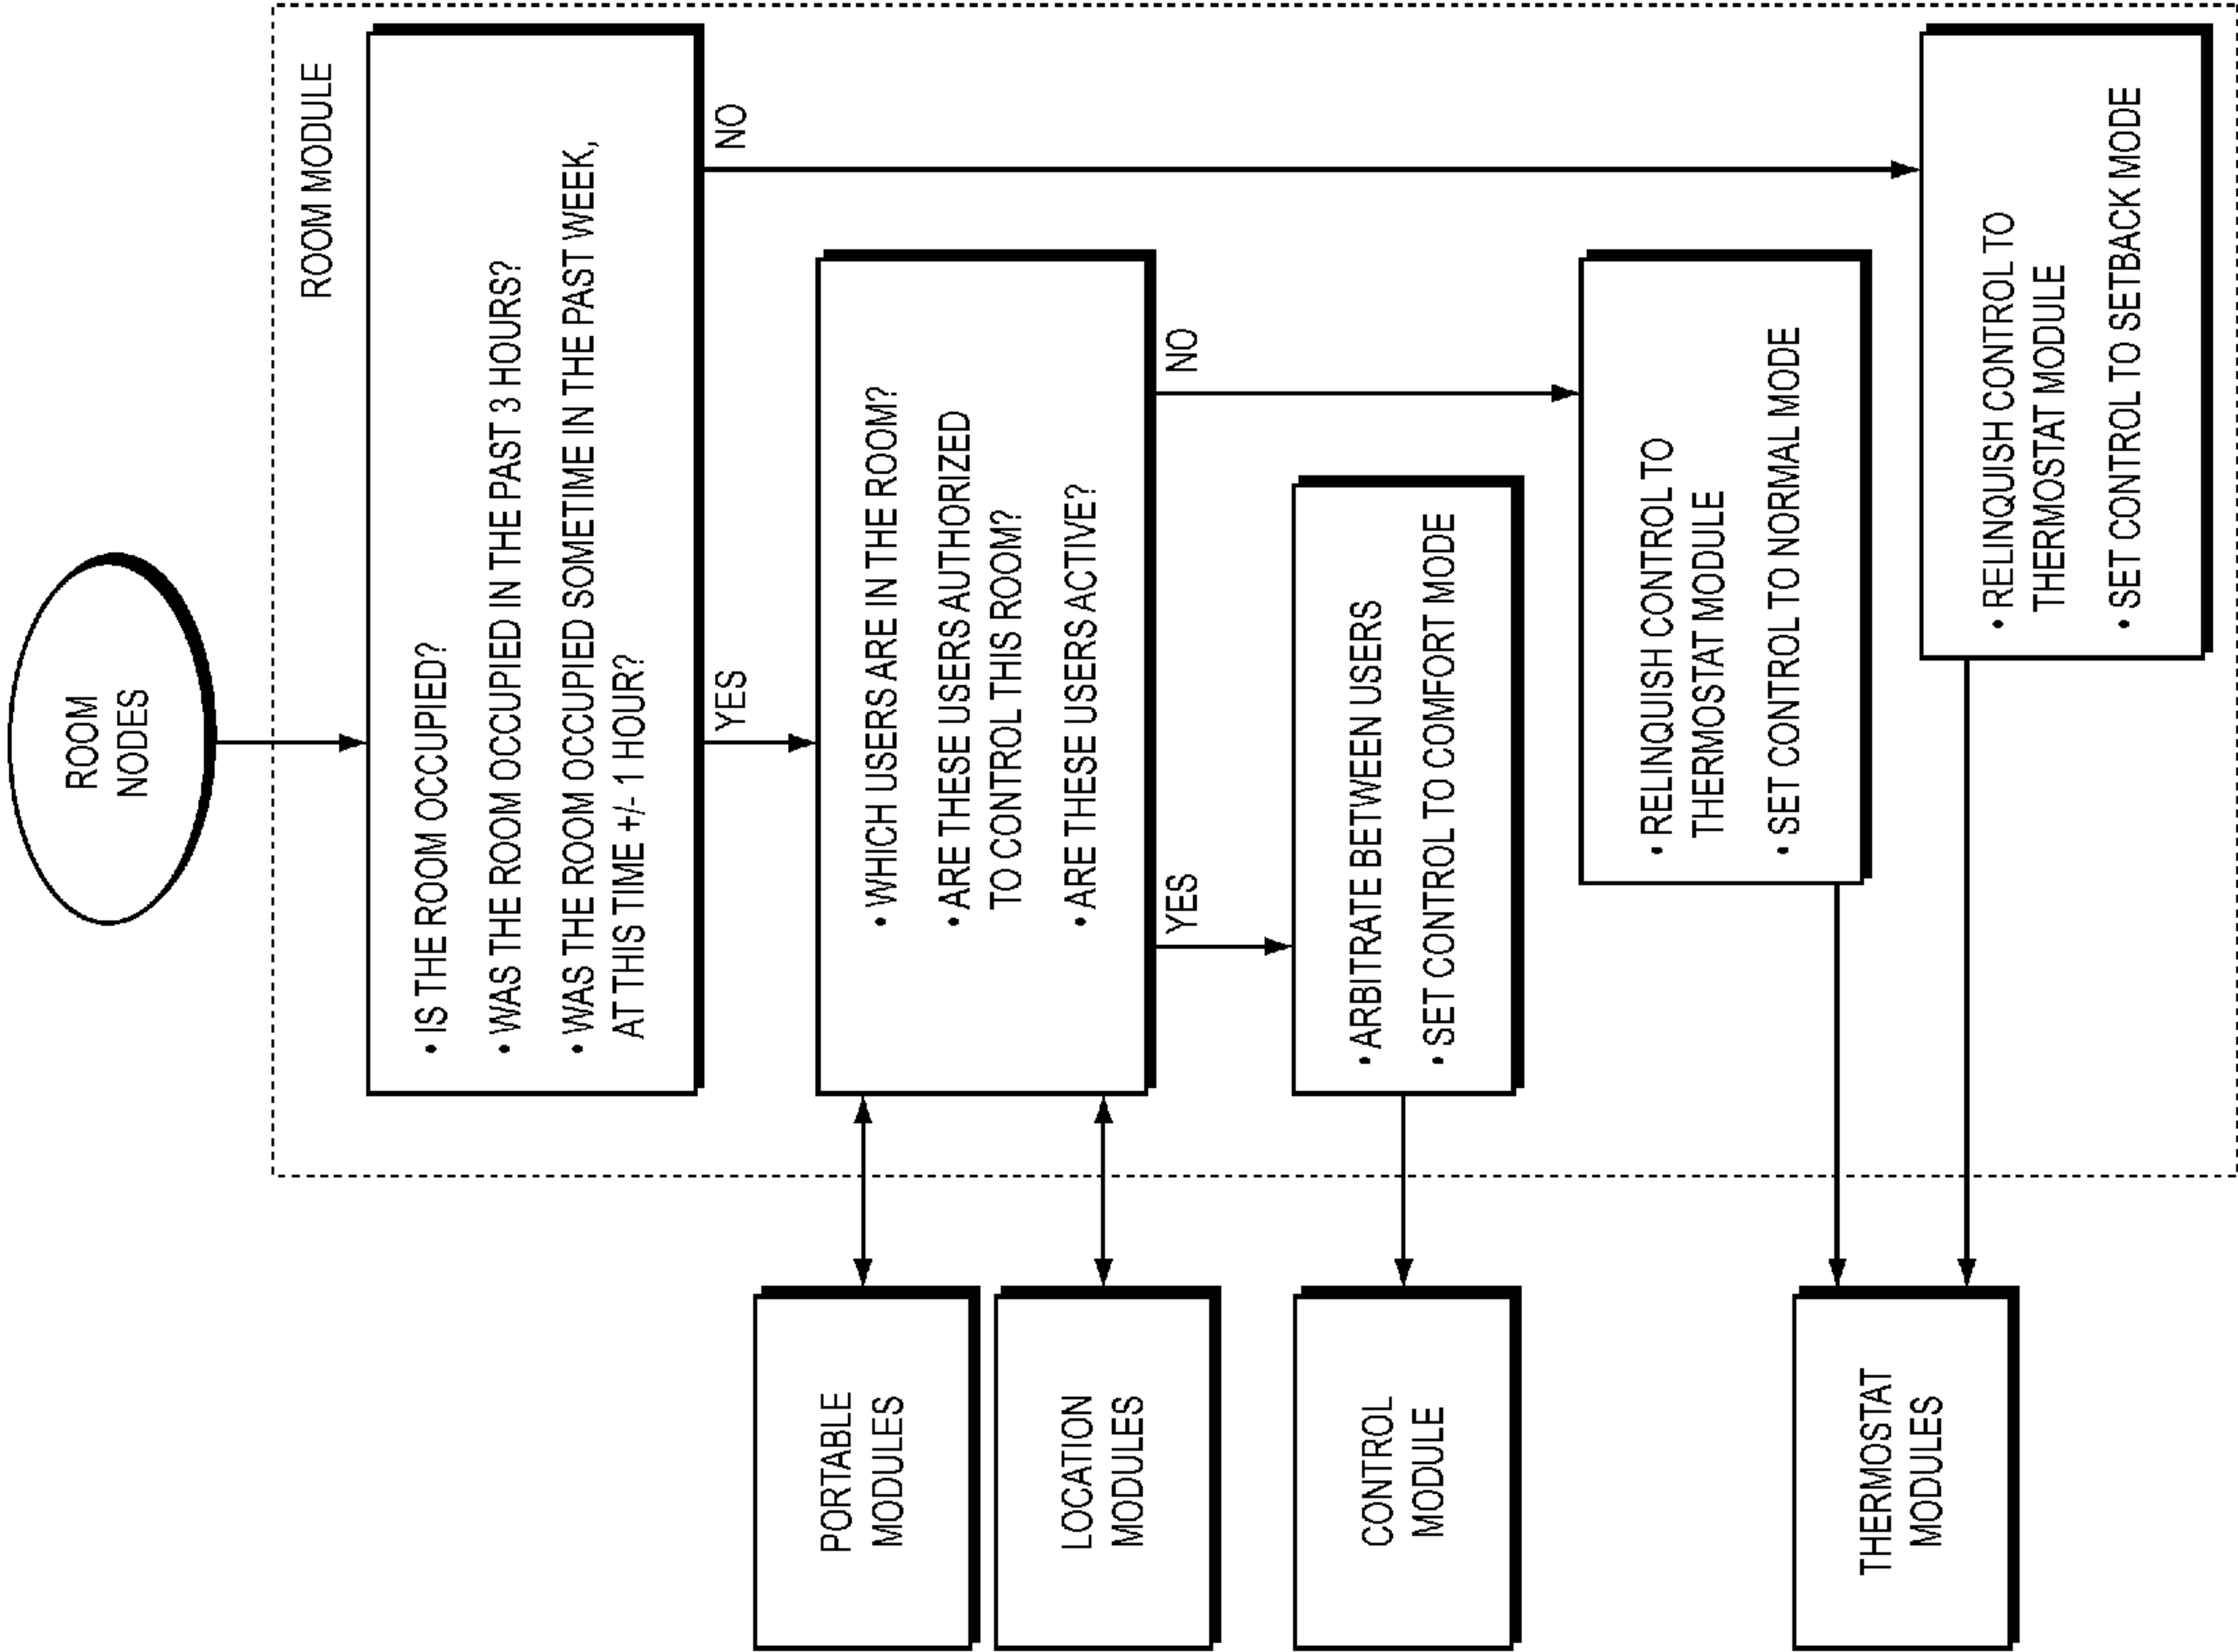 ROOM
NODES
ROOM MODULE
• IS THE ROOM OCCUPIED?
• WAS THE ROOM OCCUPIED IN THE PAST 3 HOURS?
• WAS THE ROOM OCCUPIED SOMETIME IN THE PAST WEEK,
AT THIS TIME +/- 1 HOUR?
YES
NO
PORTABLE
MODULES
• WHICH USERS ARE IN THE ROOM?
• ARE THESE USERS AUTHORIZED
TO CONTROL THIS ROOM?
• ARE THESE USERS ACTIVE?
LOCATION
MODULES
YES
NO
CONTROL
MODULE
• ARBITRATE BETWEEN USERS
• SET CONTROL TO COMFORT MODE
• RELINQUISH CONTROL TO
THERMOSTAT MODULE
• SET CONTROL TO NORMAL MODE
THERMOSTAT
MODULES
• RELINQUISH CONTROL TO
THERMOSTAT MODULE
• SET CONTROL TO SETBACK MODE